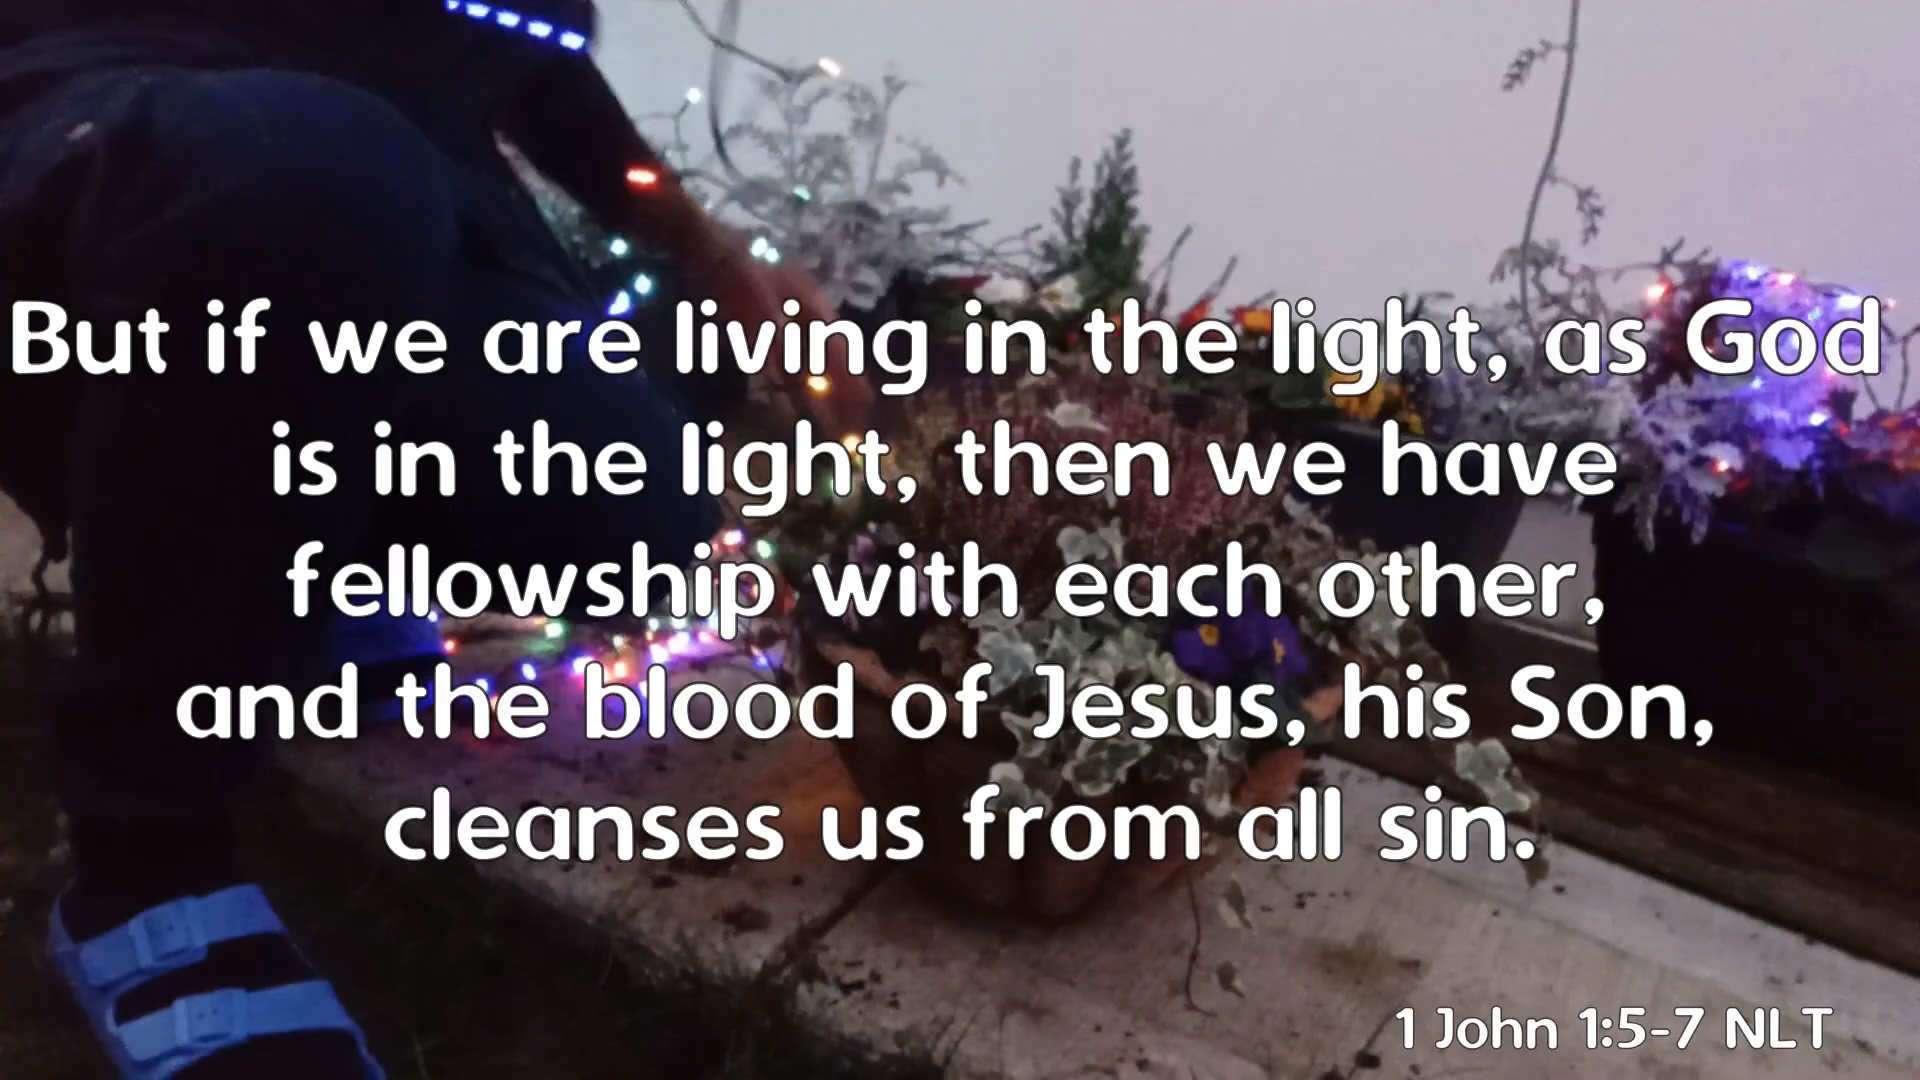 But if we are living in the light, as God
is in the light, then we have
fellowship with each other,
and the blood of Jesus, his Son,
cleanses us from all sin.
1 John 1:5-7 NLT